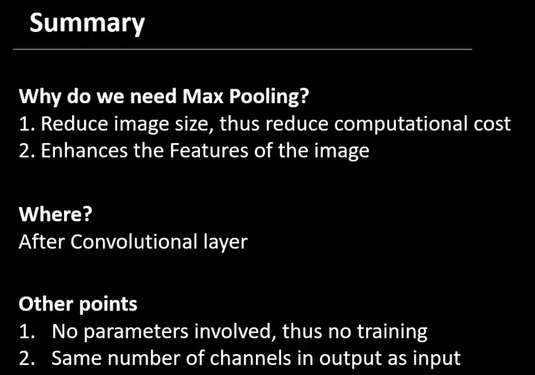 Summary
Why do we need Max Pooling?
1. Reduce image size, thus reduce computational cost
2. Enhances the Features of the image
Where?
After Convolutional layer
Other points
1. No parameters involved, thus no training
2. Same number of channels in output as input